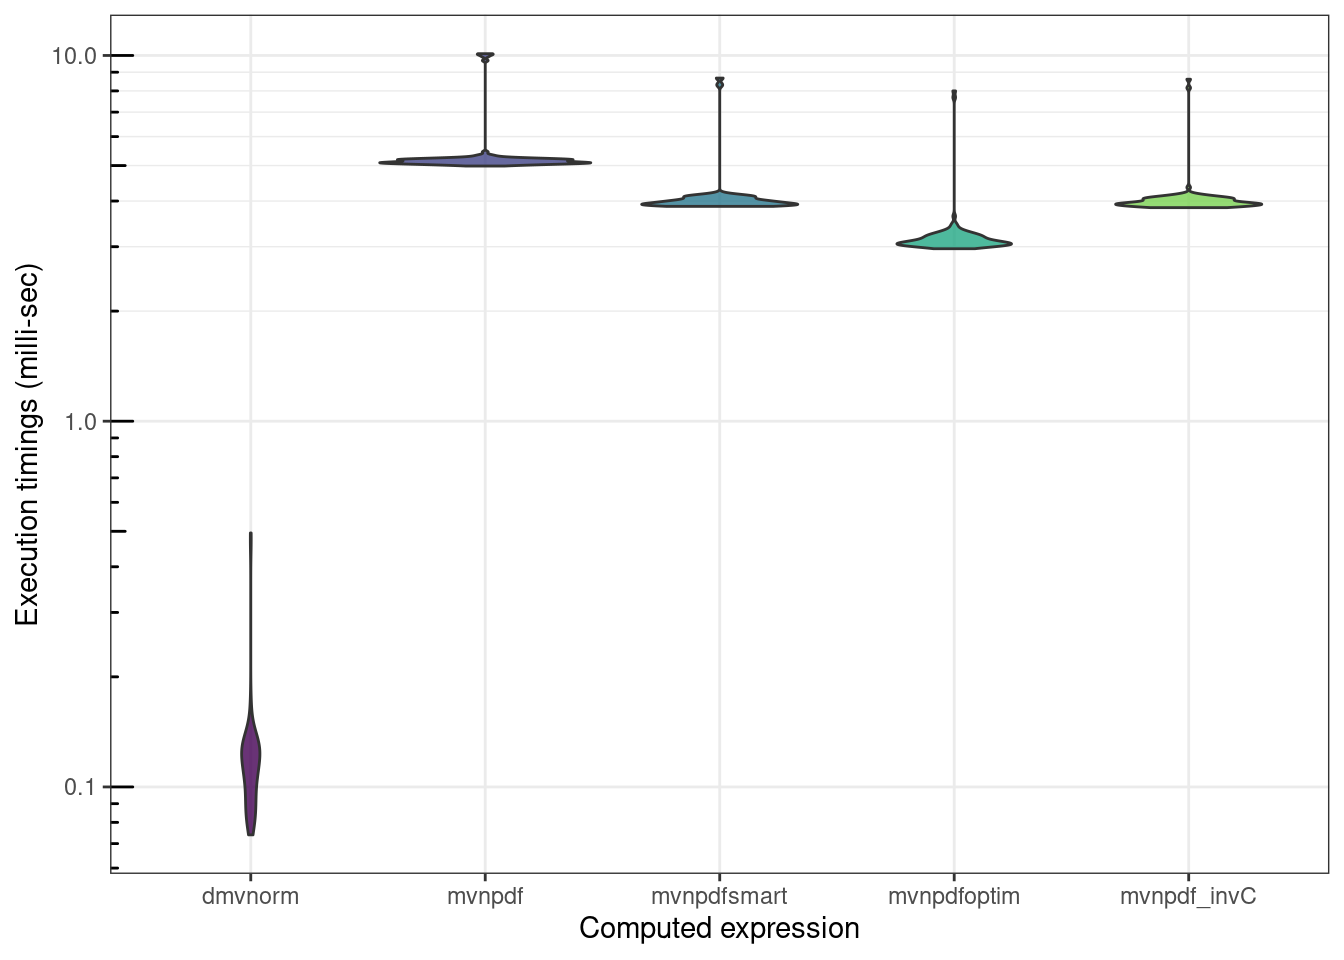 Execution timings (milli-sec)
10.0
1.0
0.1
dmvnorm
mvnpdf
mvnpdfsmart
mvnpdfoptim
mvnpdf_invC
Computed expression